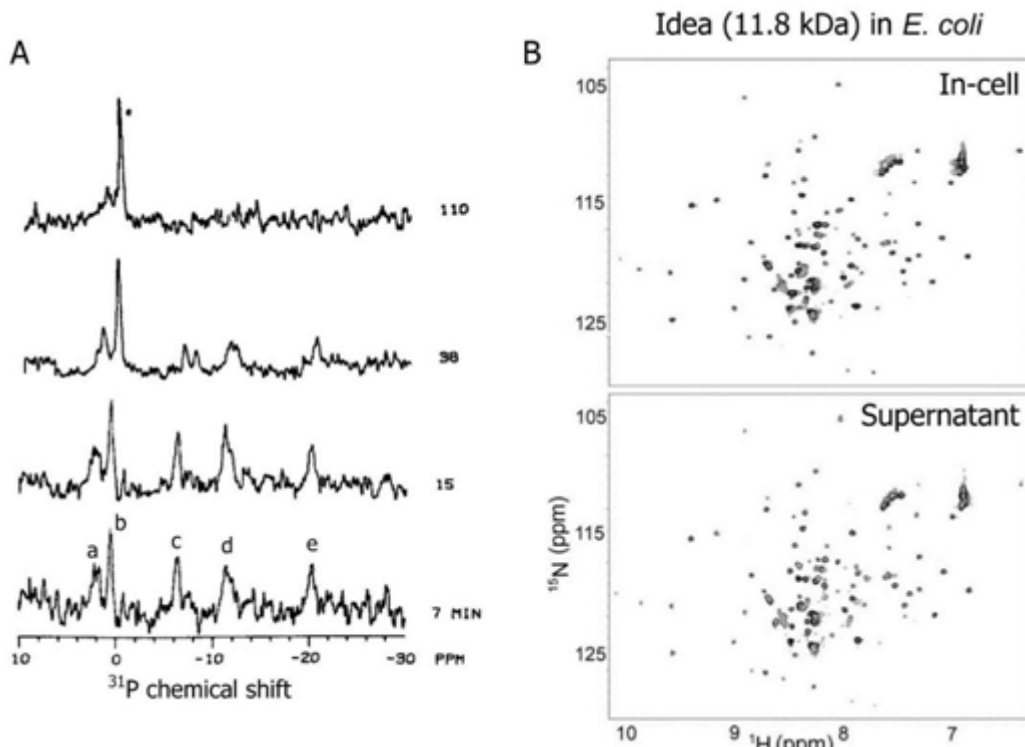 Idea (11.8 kDa) in E. coli
A
B
110
38
15
a
b
c
d
e
7 MIN
10 0 -10 -20 -30 PPM
31P chemical shift
In-cell
105
115
125
Supernatant
105
115
125
15N (ppm)
10 9 8 7
1H (ppm)